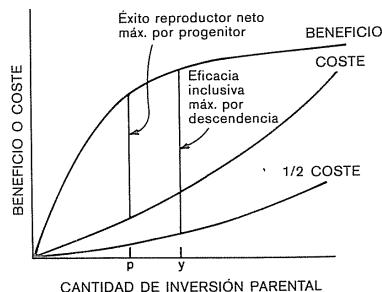 Éxito reproductor neto
máx. por progenitor
BENEFICIO
COSTE
Eficacia
inclusiva
máx. por
descendencia
1/2 COSTE
BENEFICIO O COSTE
p
y
CANTIDAD DE INVERSIÓN PARENTAL